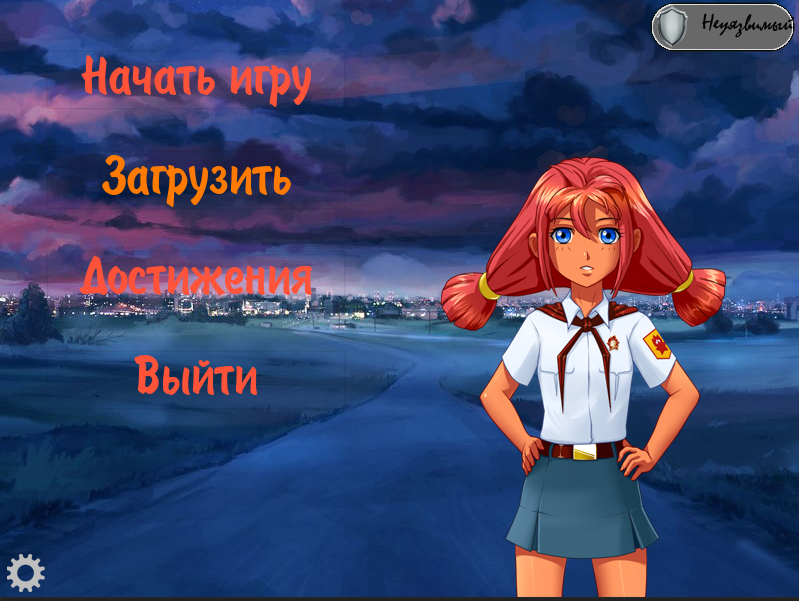 Неуязвимый
Начать игру
Загрузить
Достижения
Выйти